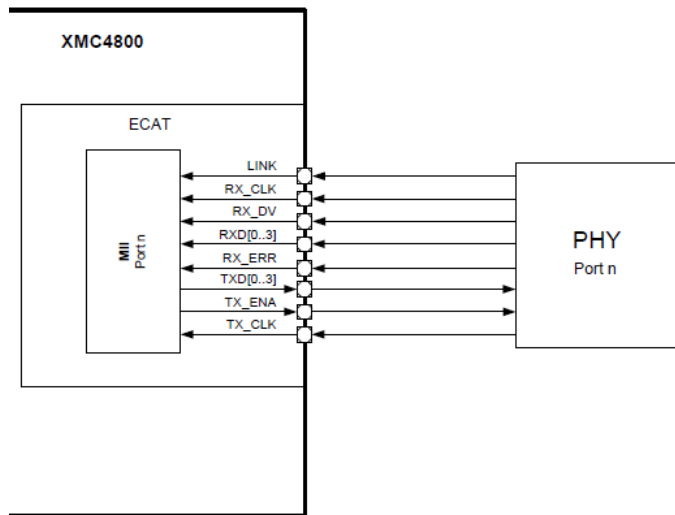 XMC4800
ECAT
LINK
RX_CLK
RX_DV
RXD[0..3]
RX_ERR
TXD[0..3]
TX_ENA
TX_CLK
MII
Port n
PHY
Port n